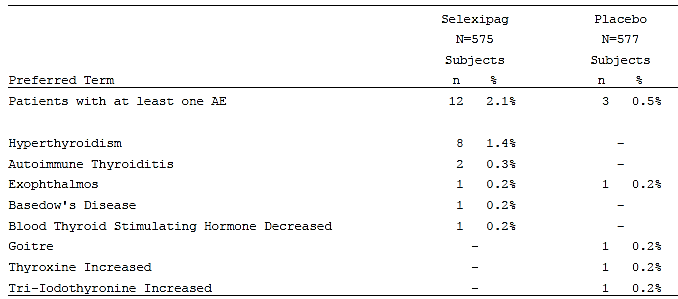 Selexipag Placebo
N=575 N=577
Subjects Subjects
Preferred Term n % n %
Patients with at least one AE 12 2.1% 3 0.5%
Hyperthyroidism 8 1.4% –
Autoimmune Thyroiditis 2 0.3% –
Exophthalmos 1 0.2% 1 0.2%
Basedow's Disease 1 0.2% –
Blood Thyroid Stimulating Hormone Decreased 1 0.2% –
Goitre – 1 0.2%
Thyroxine Increased – 1 0.2%
Tri-Iodothyronine Increased – 1 0.2%